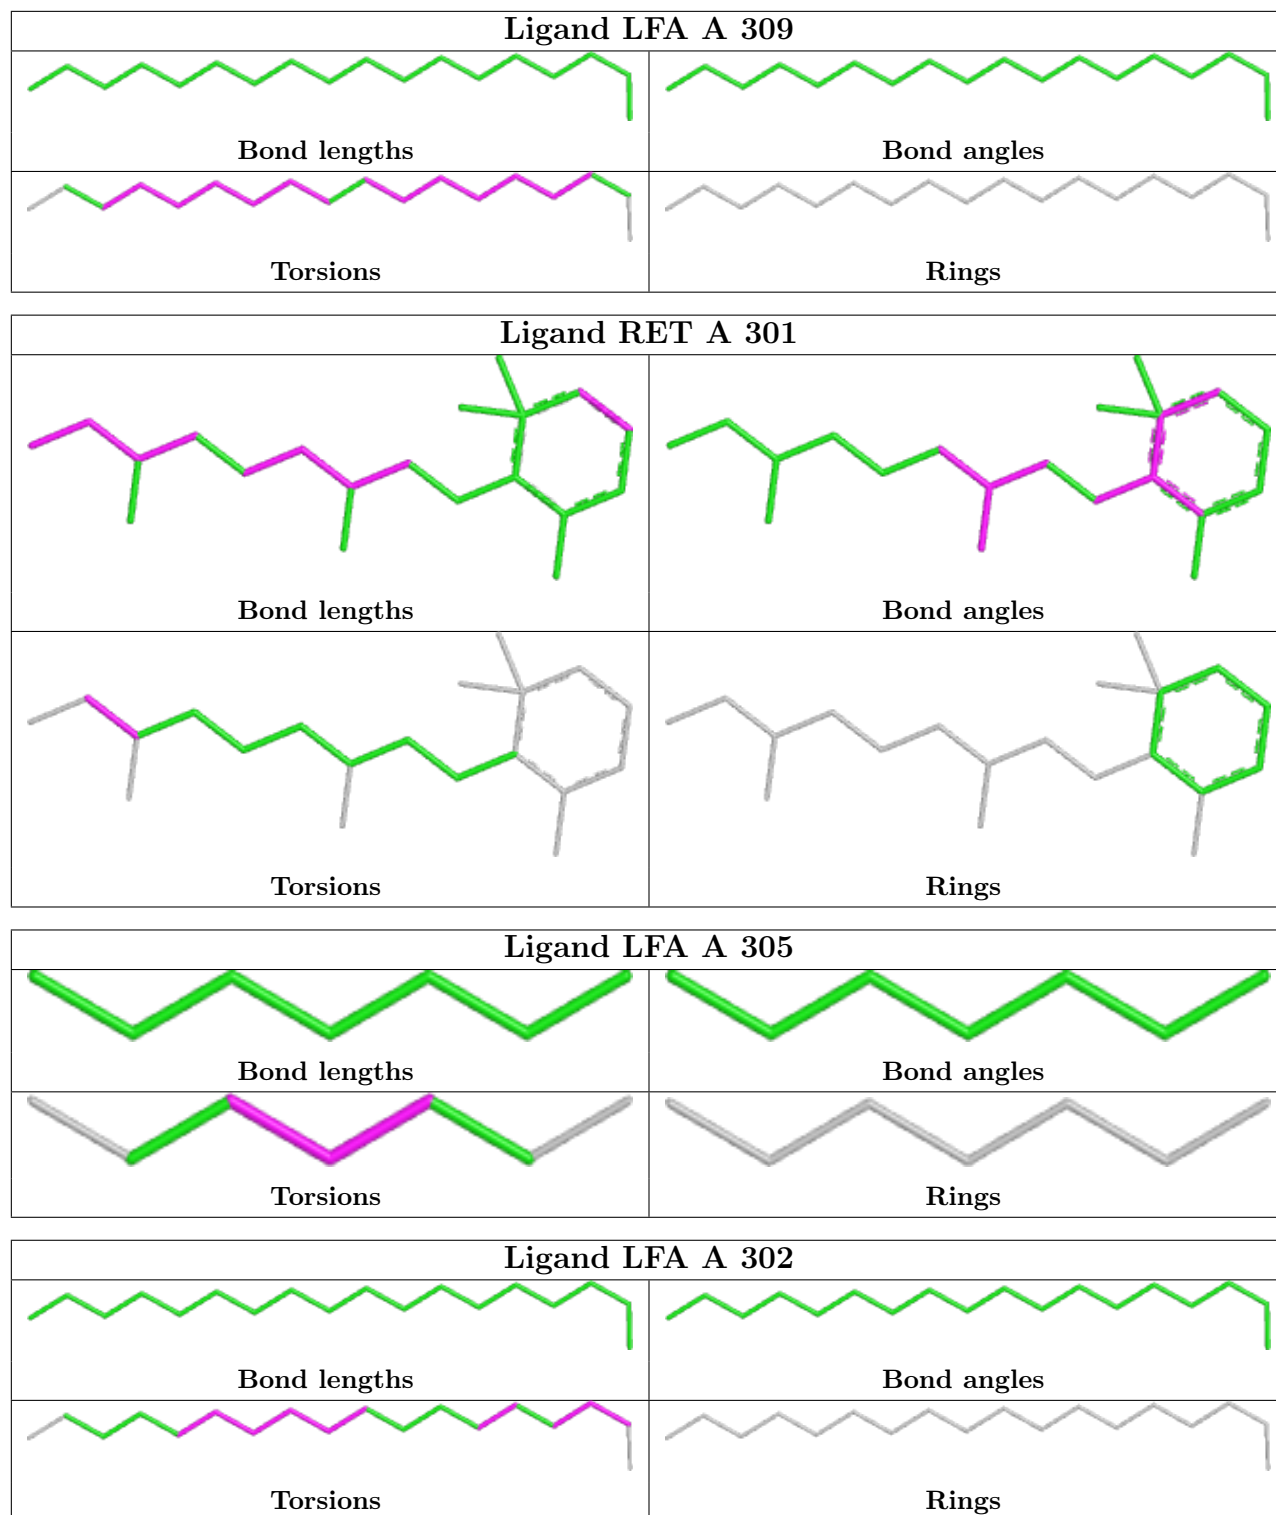 Ligand LFA A 309
Bond lengths Bond angles
Torsions Rings
Ligand RET A 301
Bond lengths Bond angles
Torsions Rings
Ligand LFA A 305
Bond lengths Bond angles
Torsions Rings
Ligand LFA A 302
Bond lengths Bond angles
Torsions Rings